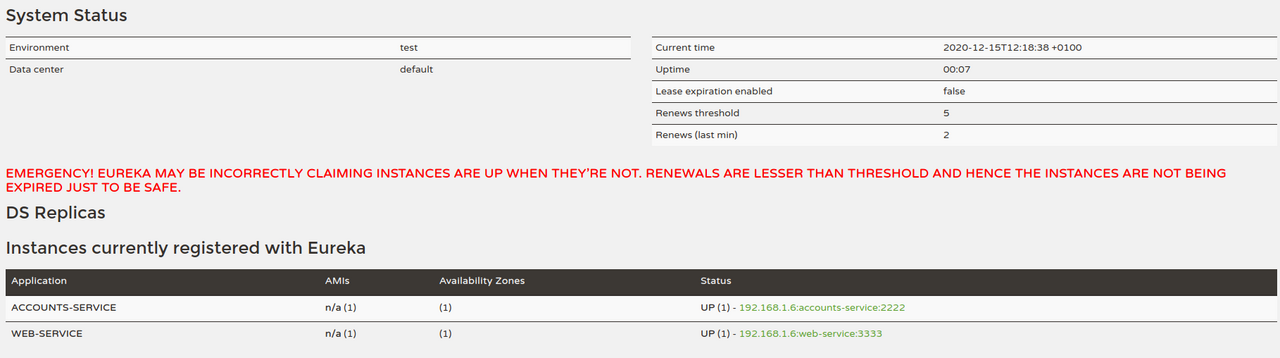 System Status
Environment test
Data center default
Current time 2020-12-15T12:18:38 +0100
Uptime 00:07
Lease expiration enabled false
Renews threshold 5
Renews (last min) 2
EMERGENCY! EUREKA MAY BE INCORRECTLY CLAIMING INSTANCES ARE UP WHEN THEY'RE NOT. RENEWALS ARE LESSER THAN THRESHOLD AND HENCE THE INSTANCES ARE NOT BEING
EXPIRED JUST TO BE SAFE.
DS Replicas
Instances currently registered with Eureka
Application AMIs Availability Zones Status
ACCOUNTS-SERVICE n/a (1) (1) UP (1) - 192.168.1.6:accounts-service:2222
WEB-SERVICE n/a (1) (1) UP (1) - 192.168.1.6:web-service:3333